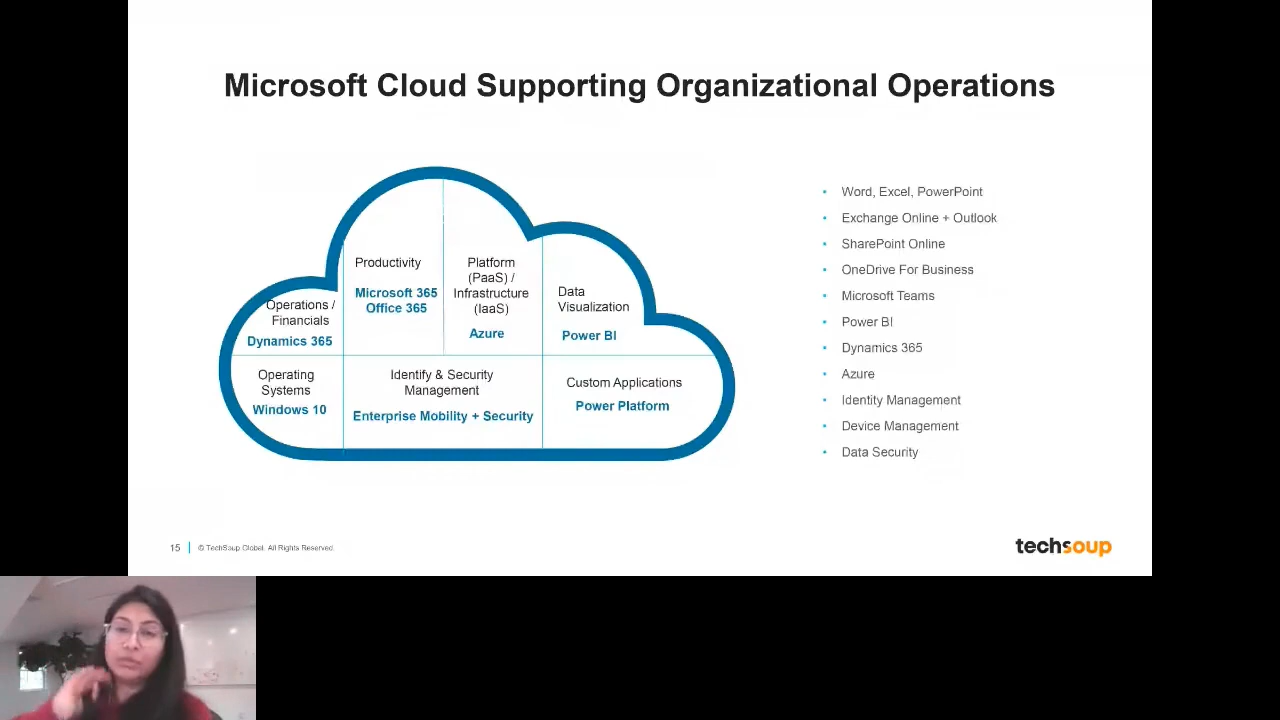 Microsoft Cloud Supporting Organizational Operations
Operations /
Financials
Dynamics 365
Productivity
Microsoft 365
Office 365
Platform
(PaaS) /
Infrastructure
(IaaS)
Azure
Data
Visualization
Power BI
Operating
Systems
Windows 10
Identify & Security
Management
Enterprise Mobility + Security
Custom Applications
Power Platform
• Word, Excel, PowerPoint
• Exchange Online + Outlook
• SharePoint Online
• OneDrive For Business
• Microsoft Teams
• Power BI
• Dynamics 365
• Azure
• Identity Management
• Device Management
• Data Security
15 © TechSoup Global. All Rights Reserved.
techsoup